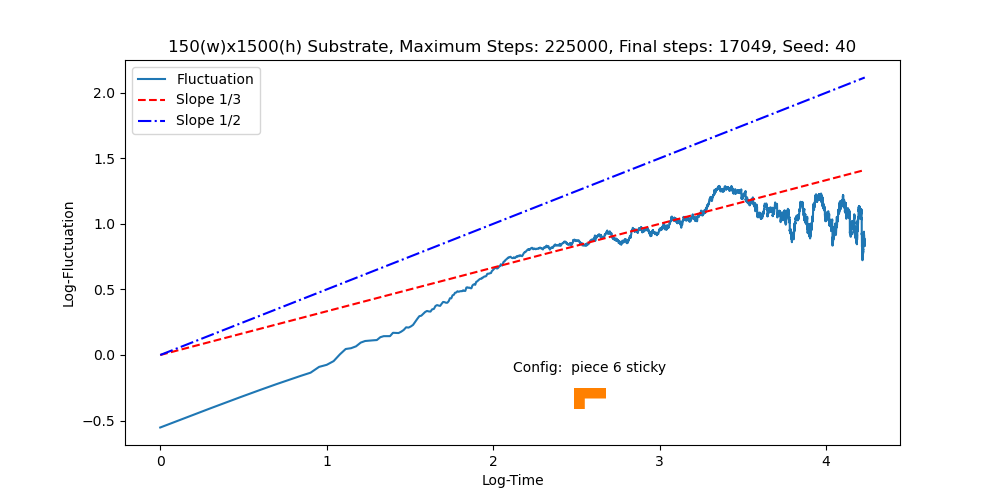 150(w)x1500(h) Substrate, Maximum Steps: 225000, Final steps: 17049, Seed: 40
Fluctuation
Slope 1/3
Slope 1/2
2.0
1.5
1.0
0.5
0.0
−0.5
Log-Fluctuation
Config:  piece 6 sticky
0 1 2 3 4
Log-Time